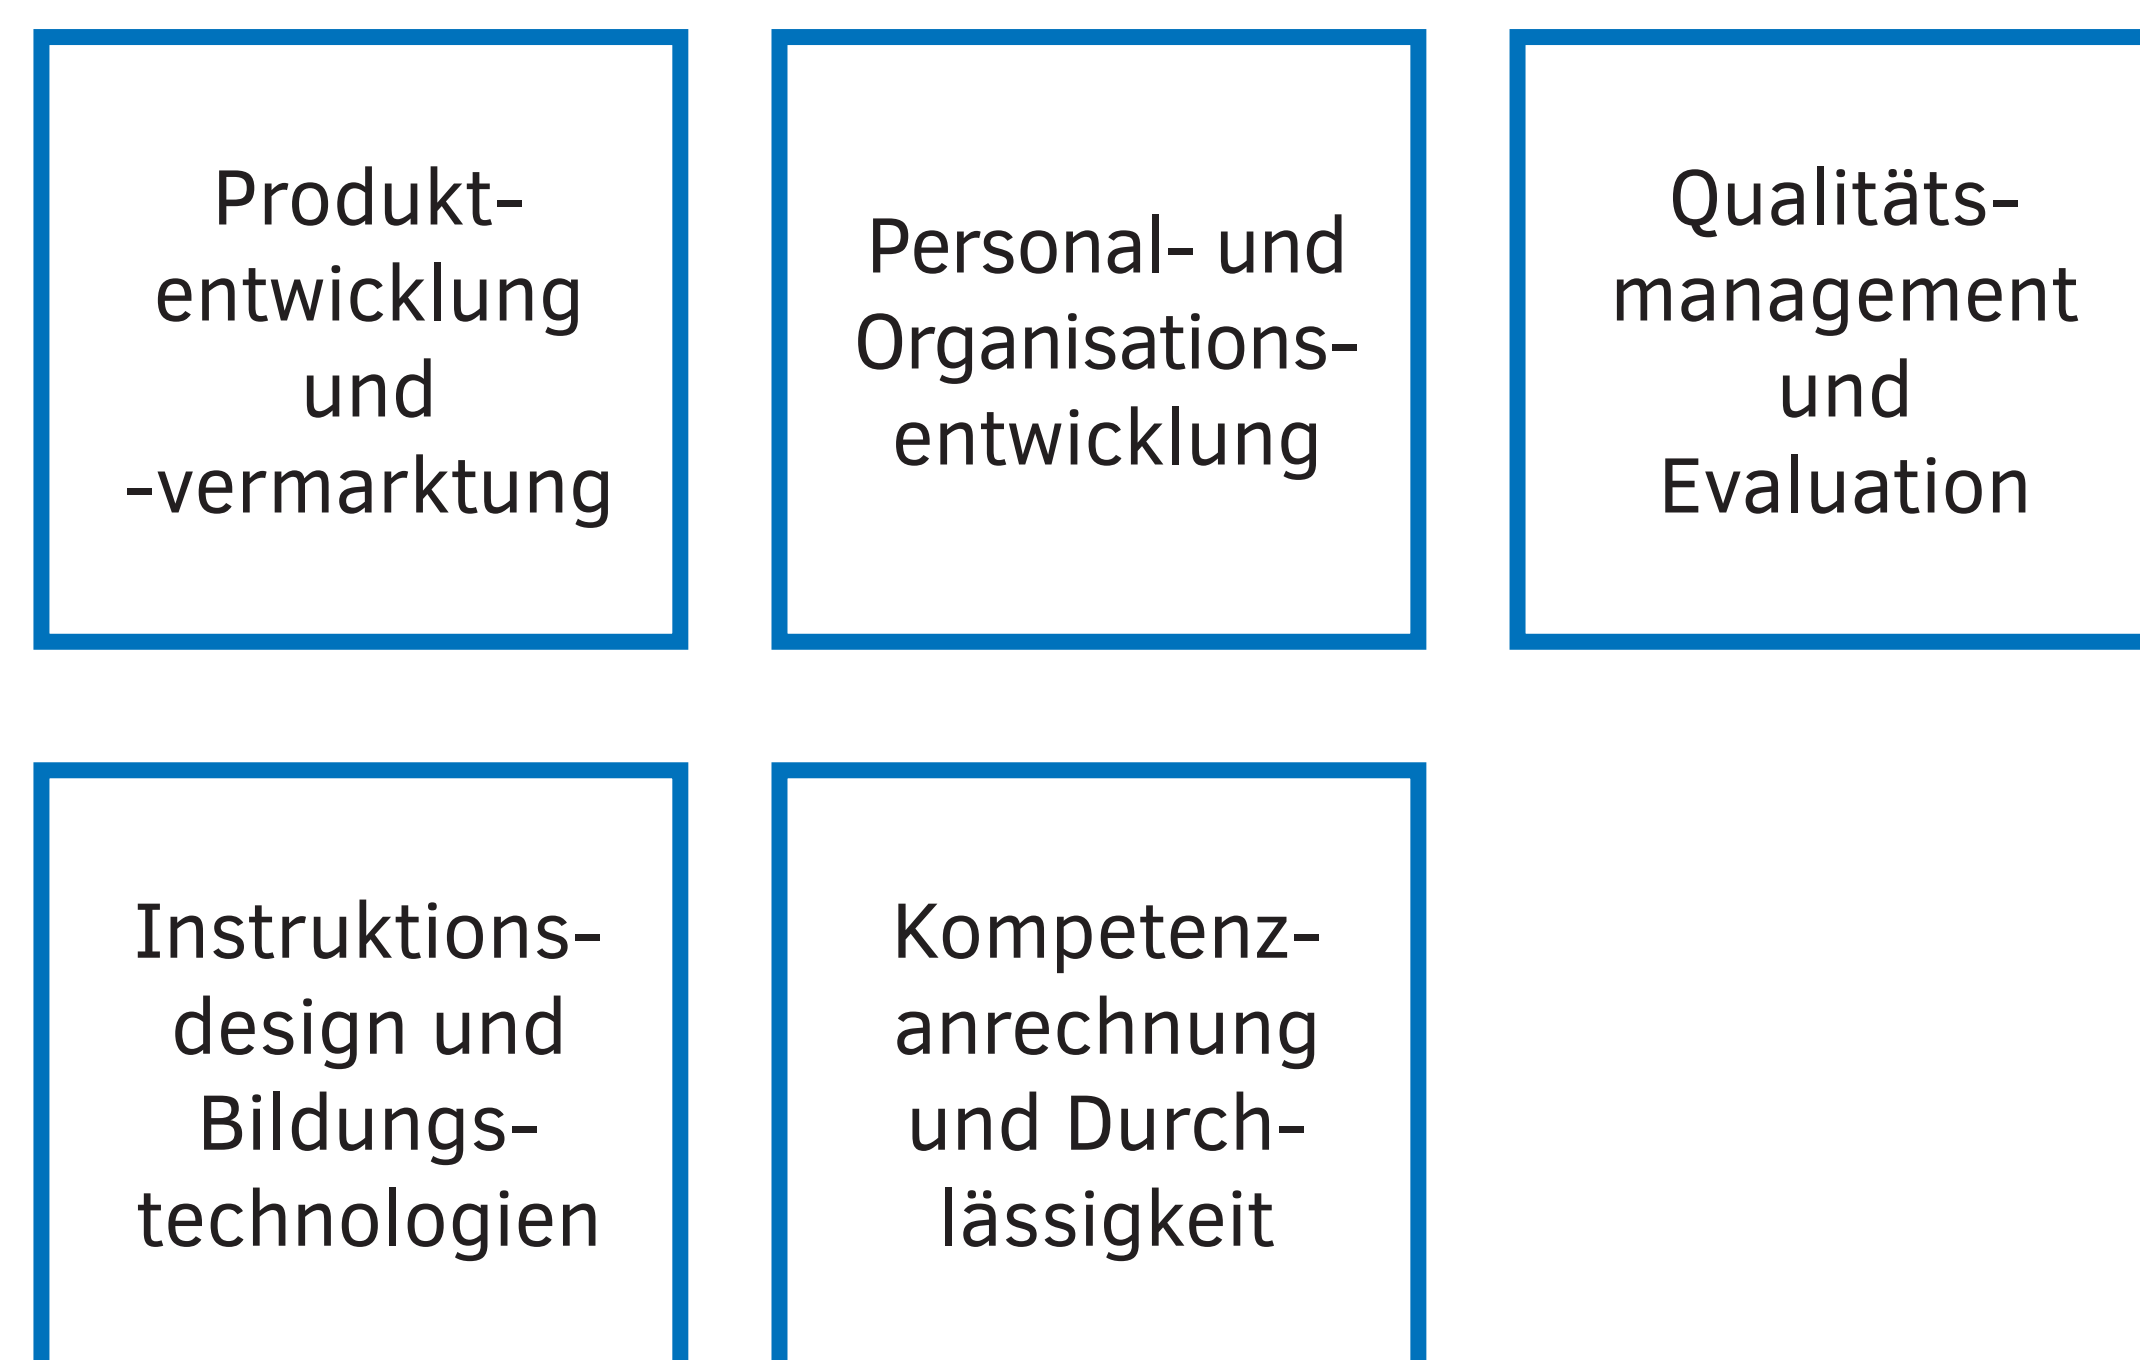 Produkt-
entwicklung
und
-vermarktung
Personal- und
Organisations-
entwicklung
Qualitäts-
management
und
Evaluation
Instruktions-
design und
Bildungs-
technologien
Kompetenz-
anrechnung
und Durch-
lässigkeit